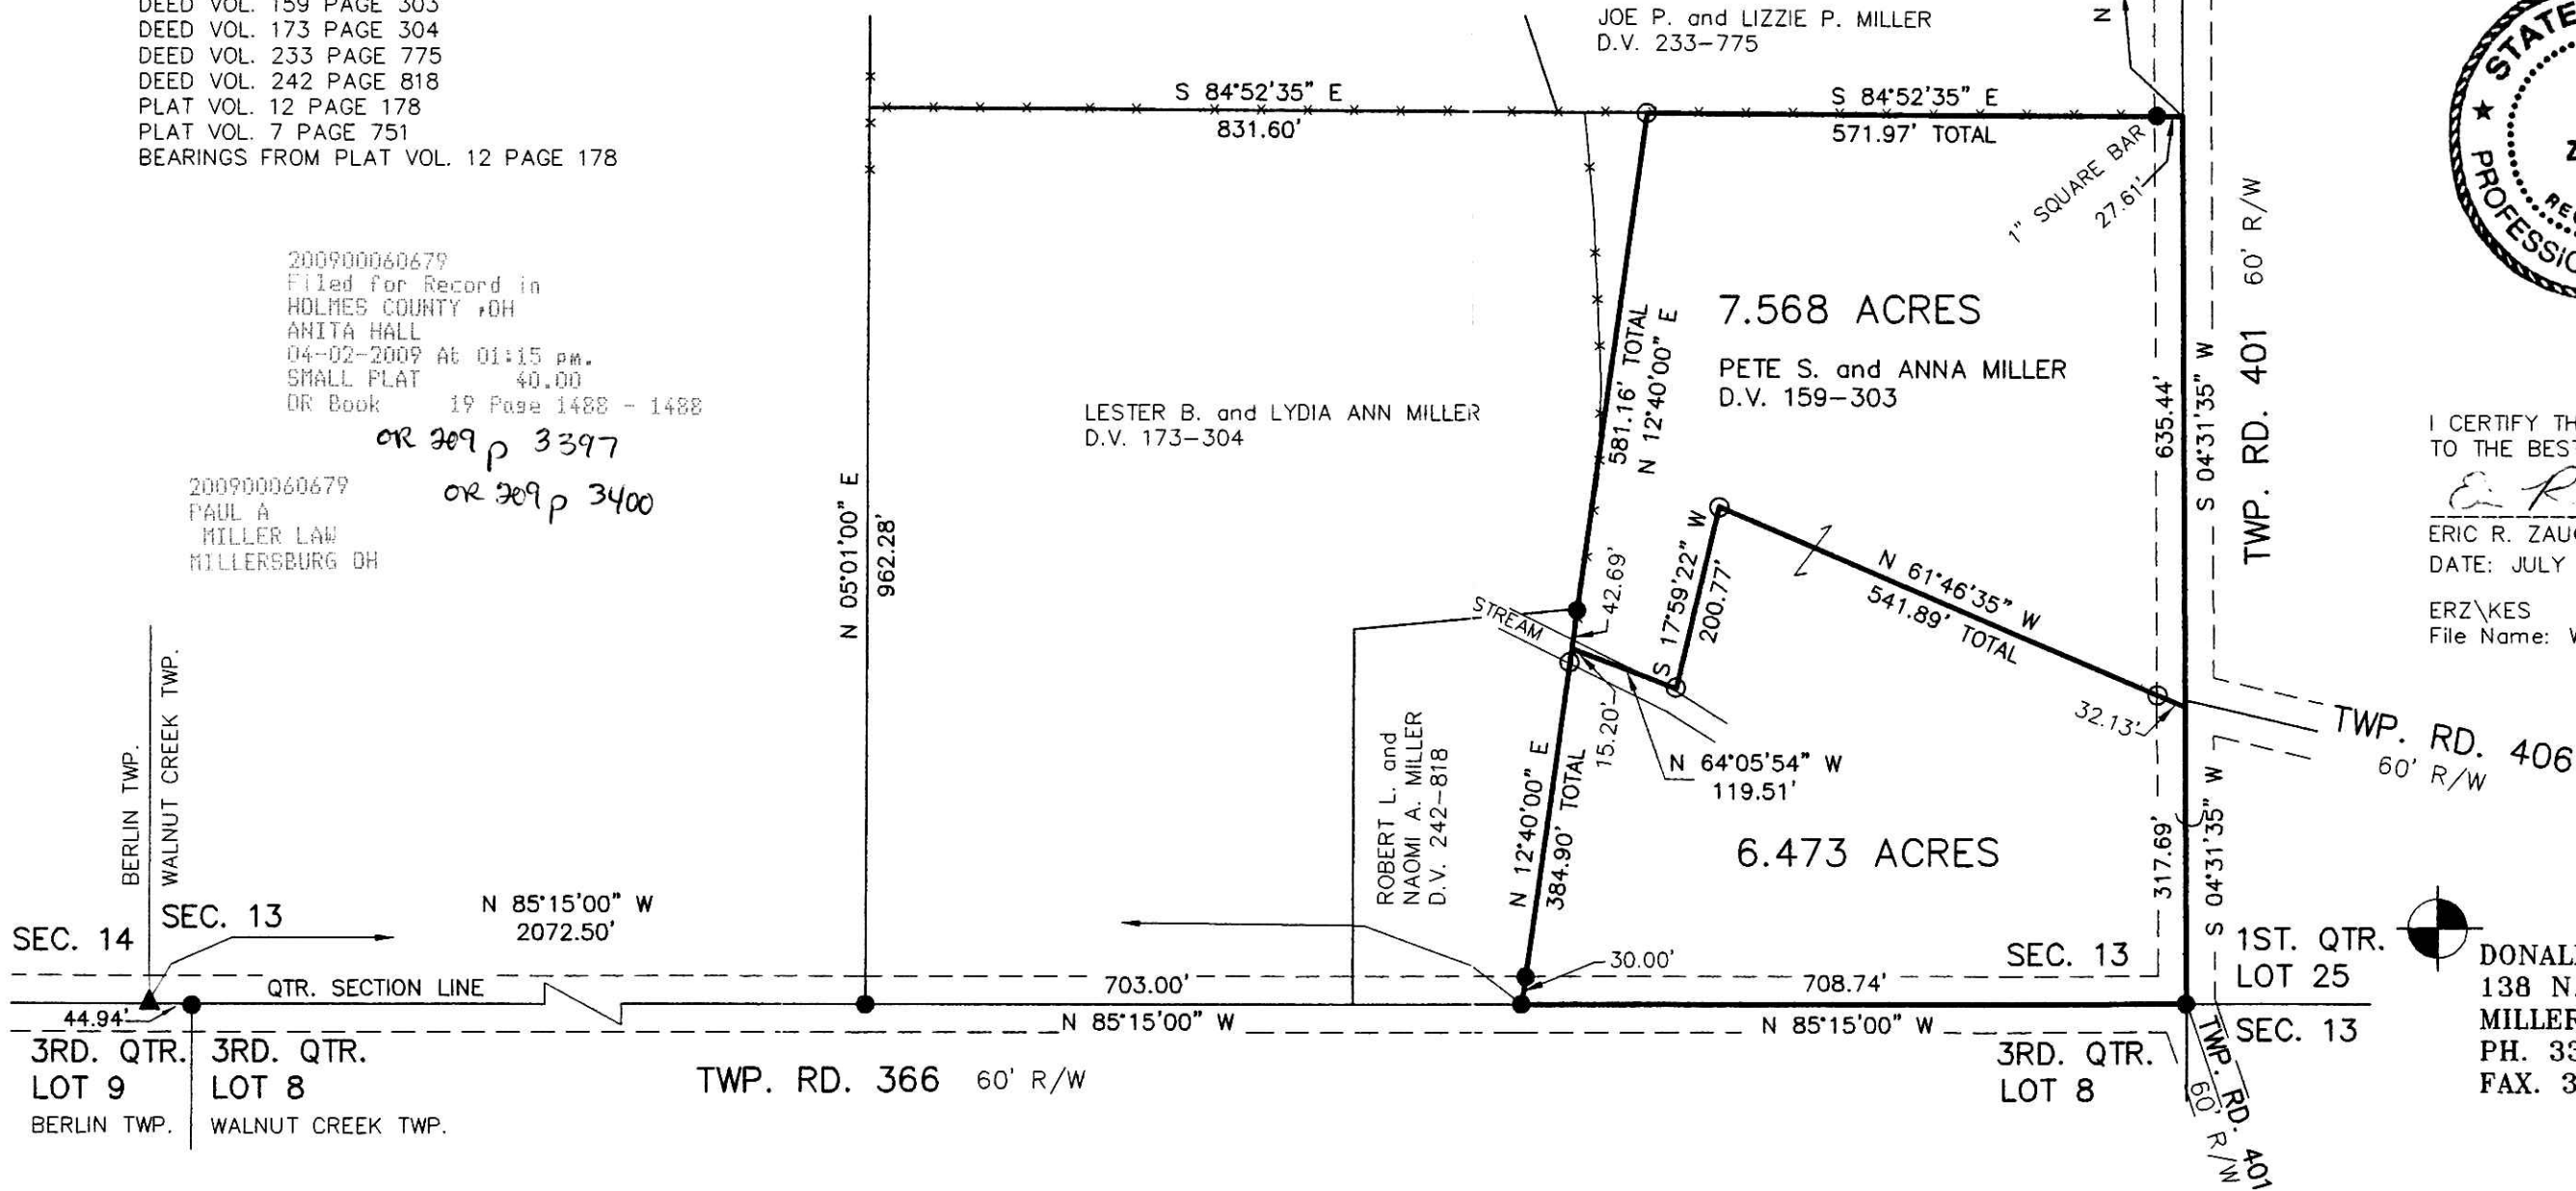 DEED VOL. 159 PAGE 303
DEED VOL. 173 PAGE 304
DEED VOL. 233 PAGE 775
DEED VOL. 242 PAGE 818
PLAT VOL. 12 PAGE 178
PLAT VOL. 7 PAGE 751
BEARINGS FROM PLAT VOL. 12 PAGE 178
200900060679
Filed for Record in
HOLMES COUNTY ,OH
ANITA HALL
04-02-2009 At 01:15 pm.
SMALL PLAT 40.00
OR Book 19 Page 1488 - 1488
OR 209 p 3397
OR 209 p 3400
200900060679
PAUL A
MILLER LAW
MILLERSBURG OH
JOE P. and LIZZIE P. MILLER
D.V. 233-775
N
S 84°52'35" E
831.60'
S 84°52'35" E
571.97' TOTAL
1" SQUARE BAR
27.61'
STATE
PROFESSIO
7.568 ACRES
PETE S. and ANNA MILLER
D.V. 159-303
LESTER B. and LYDIA ANN MILLER
D.V. 173-304
581.16' TOTAL
N 12°40'00" E
N 05°01'00" E
962.28'
635.44'
S 04°31'35" W
TWP. RD. 401 60' R/W
I CERTIFY TH
TO THE BEST
ERIC R. ZAU
DATE: JULY
ERZ\KES
File Name:
STREAM
42.69'
S 17°59'22" W
200.77'
N 61°46'35" W
541.89' TOTAL
32.13'
TWP. RD. 406
60' R/W
15.20'
N 64°05'54" W
119.51'
N 12°40'00" E
384.90' TOTAL
ROBERT L. and
NAOMI A. MILLER
D.V. 242-818
6.473 ACRES
317.69'
S 04°31'35" W
BERLIN TWP.
WALNUT CREEK TWP.
SEC. 14
SEC. 13
N 85°15'00" W
2072.50'
QTR. SECTION LINE
44.94'
703.00'
N 85°15'00" W
30.00'
708.74'
N 85°15'00" W
SEC. 13
1ST. QTR.
LOT 25
SEC. 13
3RD. QTR.
LOT 9
BERLIN TWP.
3RD. QTR.
LOT 8
WALNUT CREEK TWP.
TWP. RD. 366 60' R/W
3RD. QTR.
LOT 8
TWP. RD. 401
60' R/W
DONAL
138 N.
MILLER
PH. 33
FAX. 3